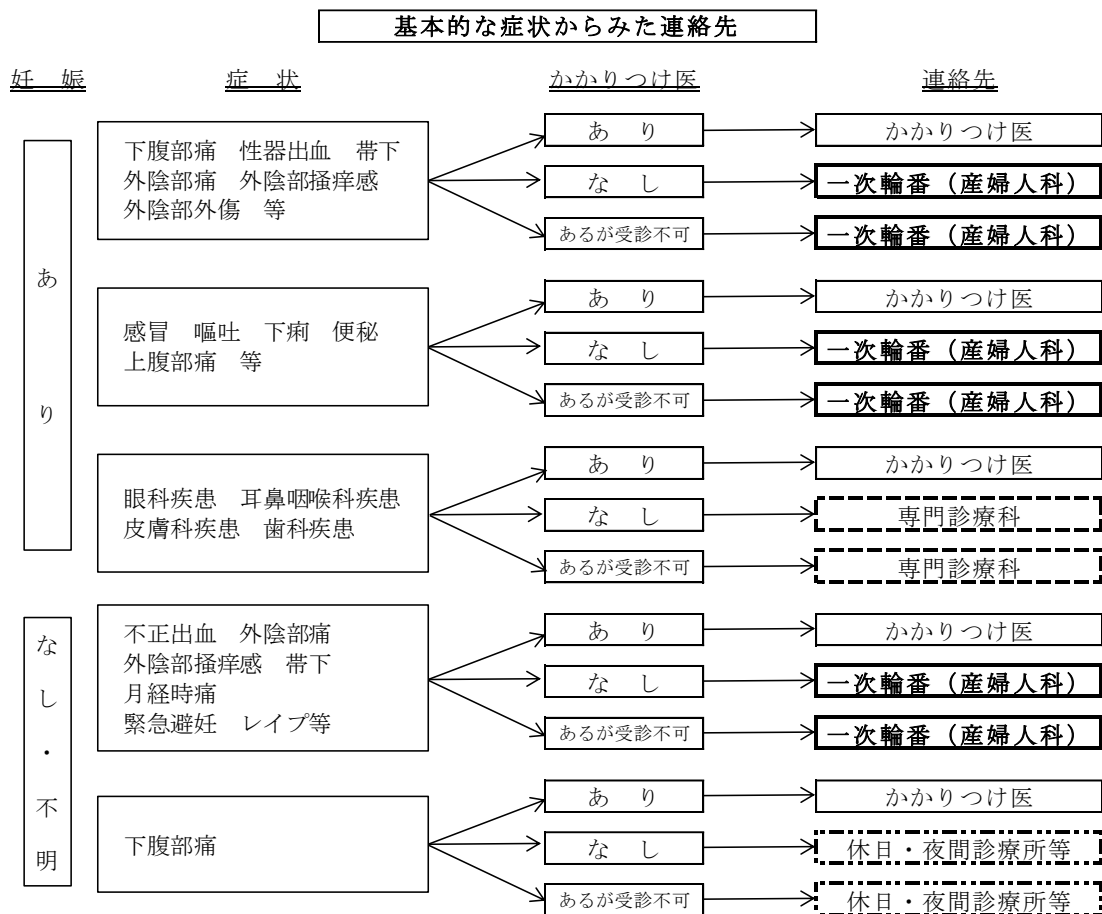 基本的な症状からみた連絡先
妊　娠　症　状　かかりつけ医　連絡先
あ　り
下腹部痛　性器出血　帯下
外陰部痛　外陰部掻痒感
外陰部外傷　等
あ　り　かかりつけ医
な　し　一次輪番（産婦人科）
あるが受診不可　一次輪番（産婦人科）
感冒　嘔吐　下痢　便秘
上腹部痛　等
あ　り　かかりつけ医
な　し　一次輪番（産婦人科）
あるが受診不可　一次輪番（産婦人科）
眼科疾患　耳鼻咽喉科疾患
皮膚科疾患　歯科疾患
あ　り　かかりつけ医
な　し　専門診療科
あるが受診不可　専門診療科
なし・不明
不正出血　外陰部痛
外陰部掻痒感　帯下
月経時痛
緊急避妊　レイプ等
あ　り　かかりつけ医
な　し　一次輪番（産婦人科）
あるが受診不可　一次輪番（産婦人科）
下腹部痛
あ　り　かかりつけ医
な　し　休日・夜間診療所等
あるが受診不可　休日・夜間診療所等